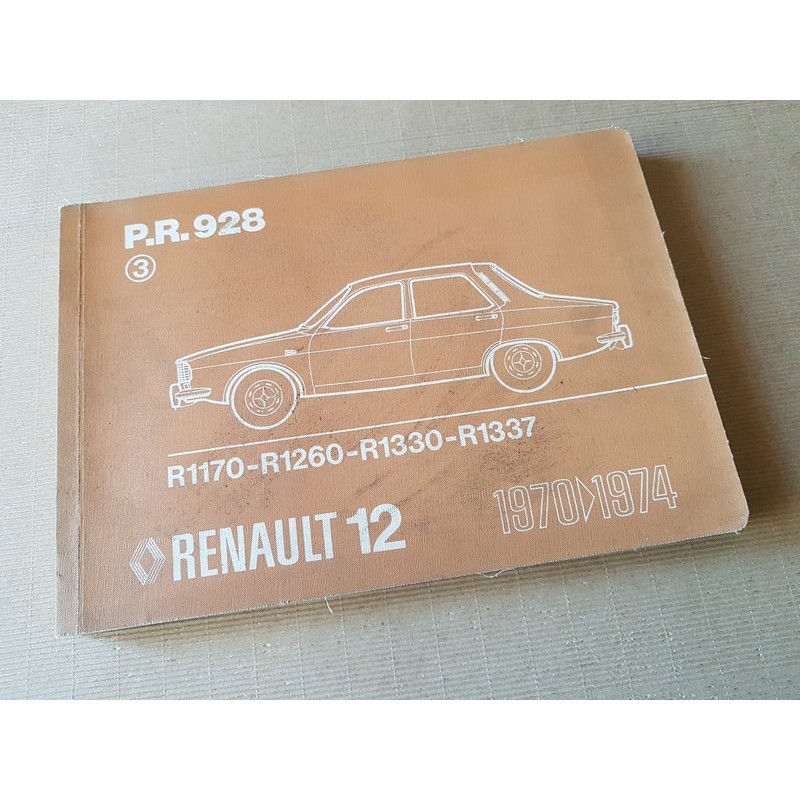 P.R. 928
③
R1170-R1260-R1330-R1337
RENAULT 12
1970▷1974